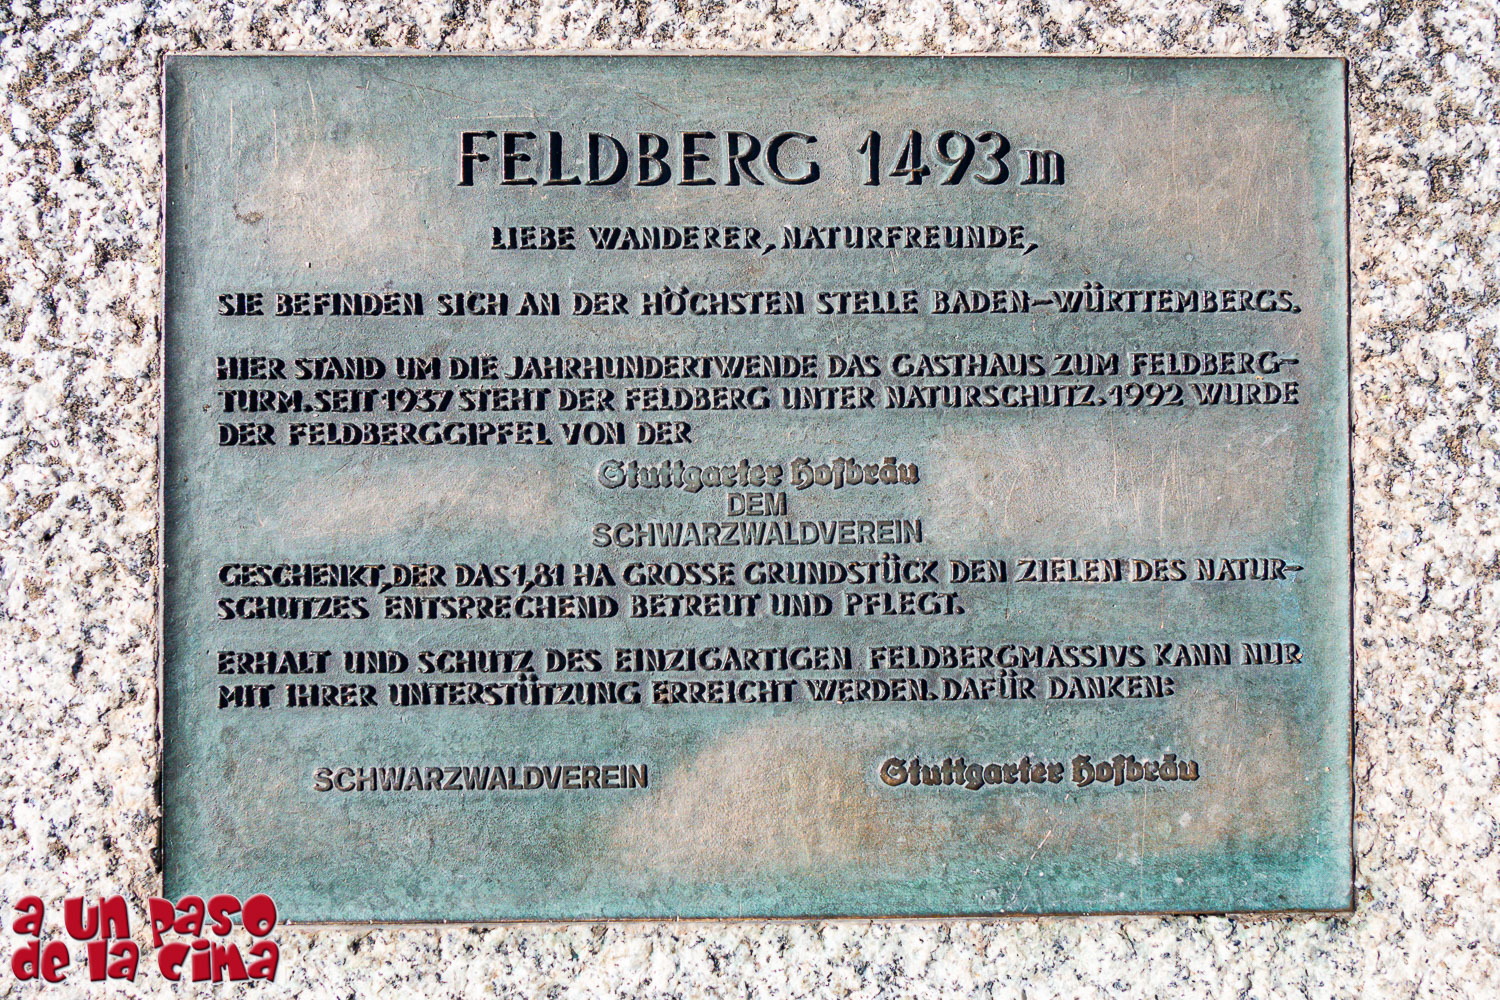 FELDBERG 1493 m
LIEBE WANDERER, NATURFREUNDE,
SIE BEFINDEN SICH AN DER HÖCHSTEN STELLE BADEN-WÜRTTEMBERGS.
HIER STAND UM DIE JAHRHUNDERTWENDE DAS GASTHAUS ZUM FELDBERG-
TURM. SEIT 1937 STEHT DER FELDBERG UNTER NATURSCHUTZ. 1992 WURDE
DER FELDBERGGIPFEL VON DER
Stuttgarter Hofbräu
DEM
SCHWARZWALDVEREIN
GESCHENKT, DER DAS 1,81 HA GROSSE GRUNDSTÜCK DEN ZIELEN DES NATUR-
SCHUTZES ENTSPRECHEND BETREUT UND PFLEGT.
ERHALT UND SCHUTZ DES EINZIGARTIGEN FELDBERGMASSIVS KANN NUR
MIT IHRER UNTERSTÜTZUNG ERREICHT WERDEN. DAFÜR DANKEN:
SCHWARZWALDVEREIN Stuttgarter Hofbräu
a un paso
de la cima